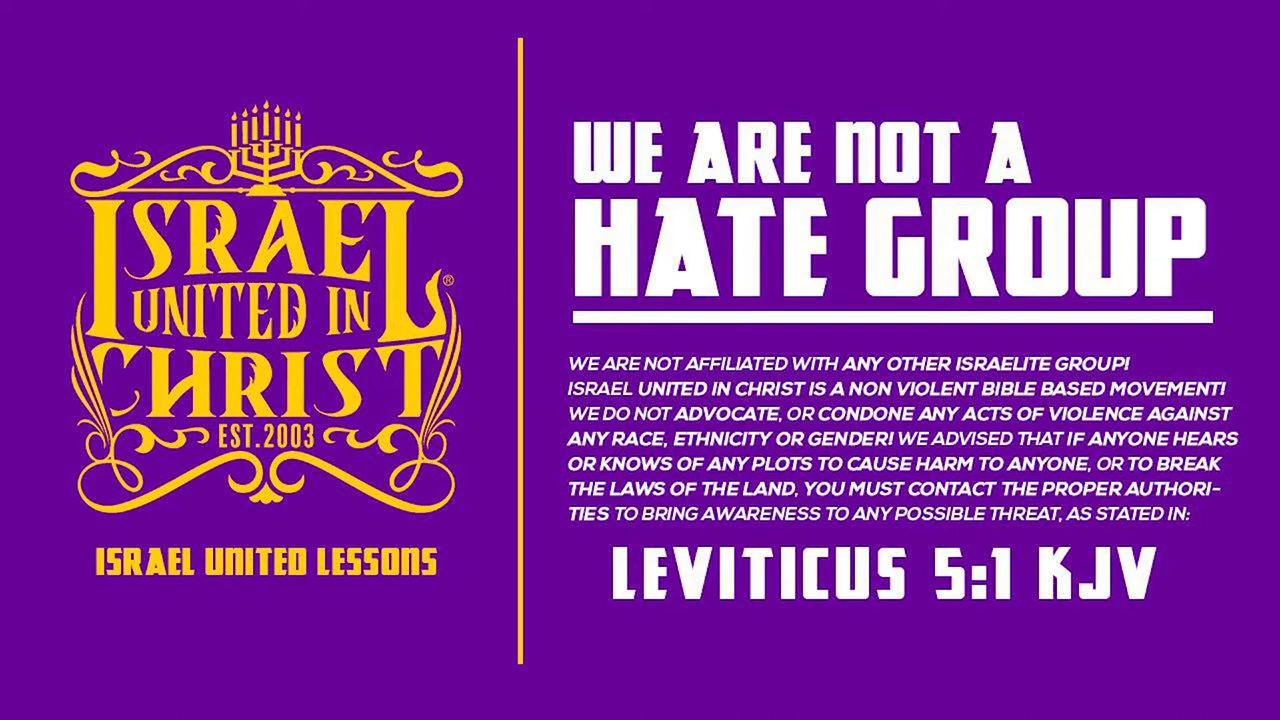 ISRAEL
UNITED IN
CHRIST
EST.2003
®
ISRAEL UNITED LESSONS
WE ARE NOT A
HATE GROUP
WE ARE NOT AFFILIATED WITH ANY OTHER ISRAELITE GROUP!
ISRAEL UNITED IN CHRIST IS A NON VIOLENT BIBLE BASED MOVEMENT!
WE DO NOT ADVOCATE, OR CONDONE ANY ACTS OF VIOLENCE AGAINST
ANY RACE, ETHNICITY OR GENDER! WE ADVISED THAT IF ANYONE HEARS
OR KNOWS OF ANY PLOTS TO CAUSE HARM TO ANYONE, OR TO BREAK
THE LAWS OF THE LAND, YOU MUST CONTACT THE PROPER AUTHORI-
TIES TO BRING AWARENESS TO ANY POSSIBLE THREAT, AS STATED IN:
LEVITICUS 5:1 KJV